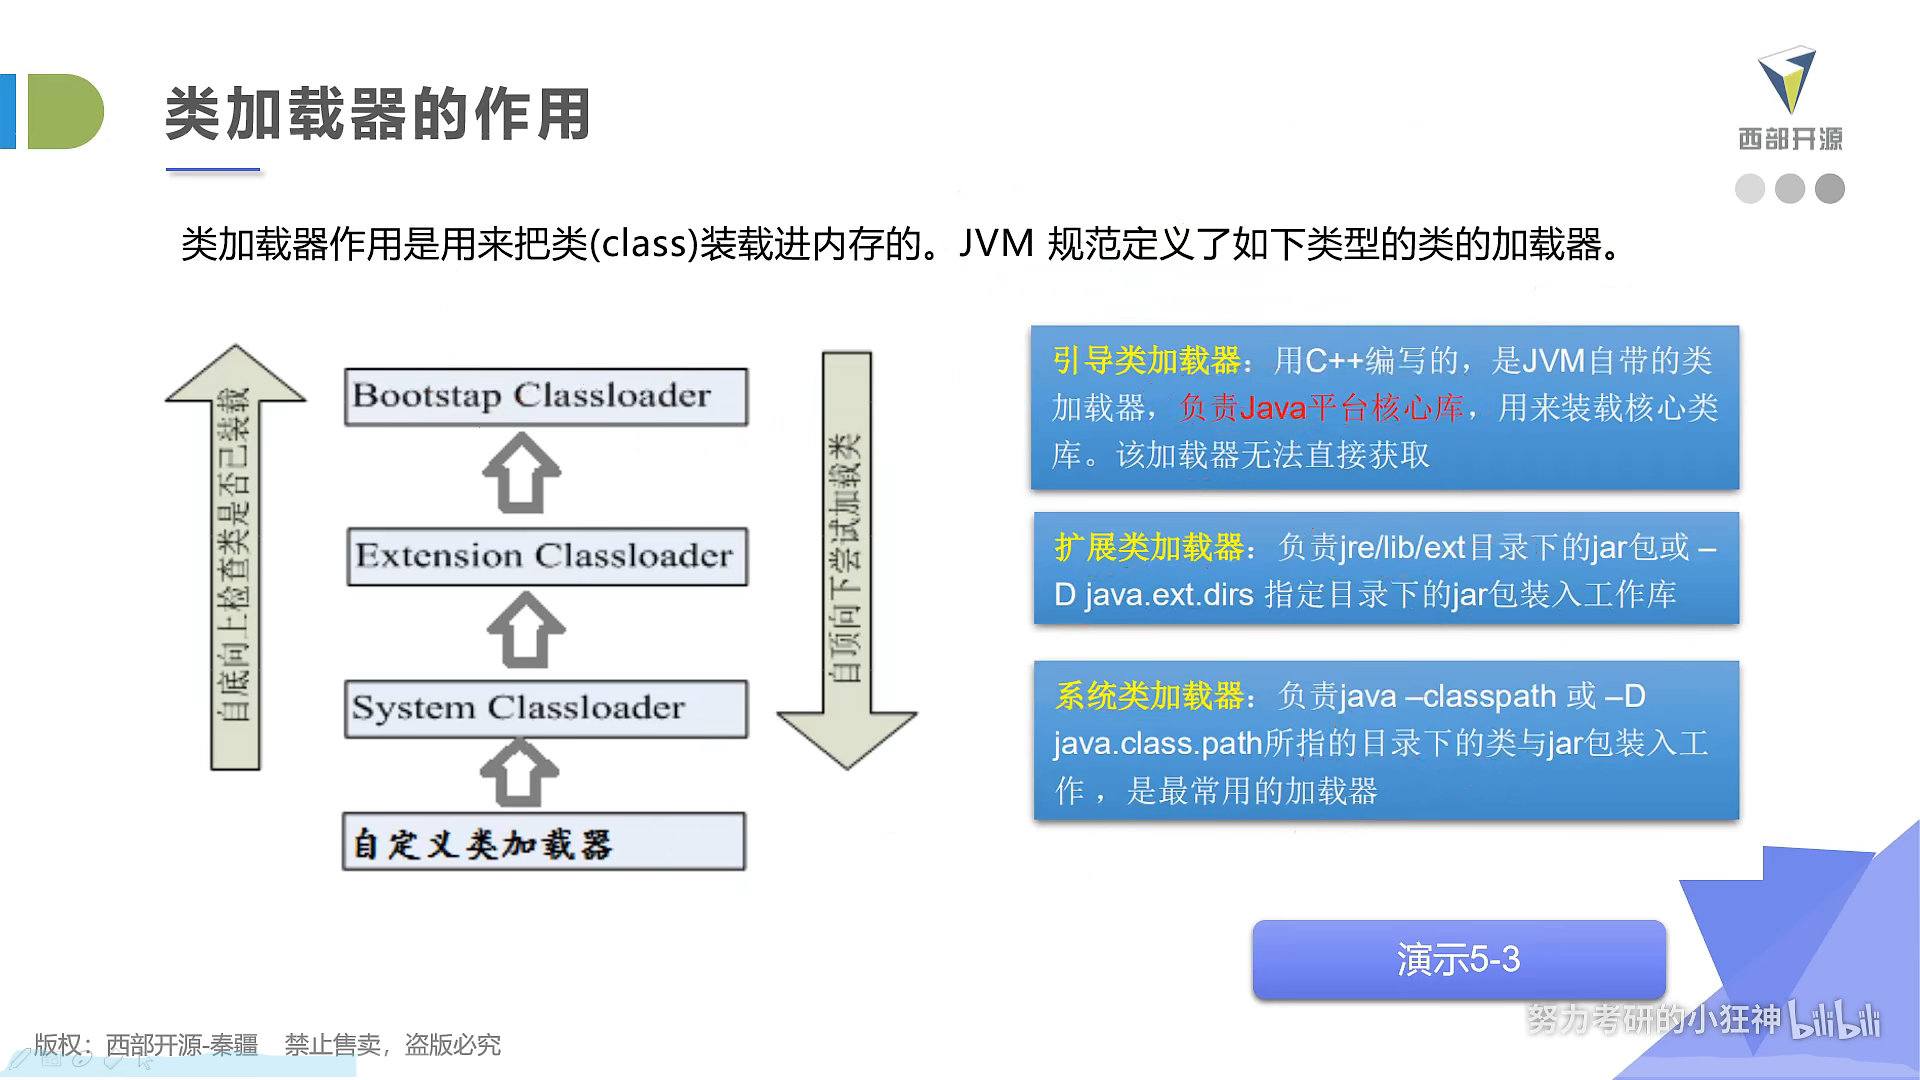 类加载器的作用
西部开源
类加载器作用是用来把类(class)装载进内存的。JVM 规范定义了如下类型的类的加载器。
自底向上检查类是否已装载
Bootstap Classloader
Extension Classloader
System Classloader
自定义类加载器
自顶向下尝试加载类
引导类加载器：用C++编写的，是JVM自带的类
加载器，负责Java平台核心库，用来装载核心类
库。该加载器无法直接获取
扩展类加载器：负责jre/lib/ext目录下的jar包或 –
D java.ext.dirs 指定目录下的jar包装入工作库
系统类加载器：负责java –classpath 或 –D
java.class.path所指的目录下的类与jar包装入工
作 ，是最常用的加载器
演示5-3
努力考研的小狂神 bilibili
版权：西部开源-秦疆 禁止售卖，盗版必究